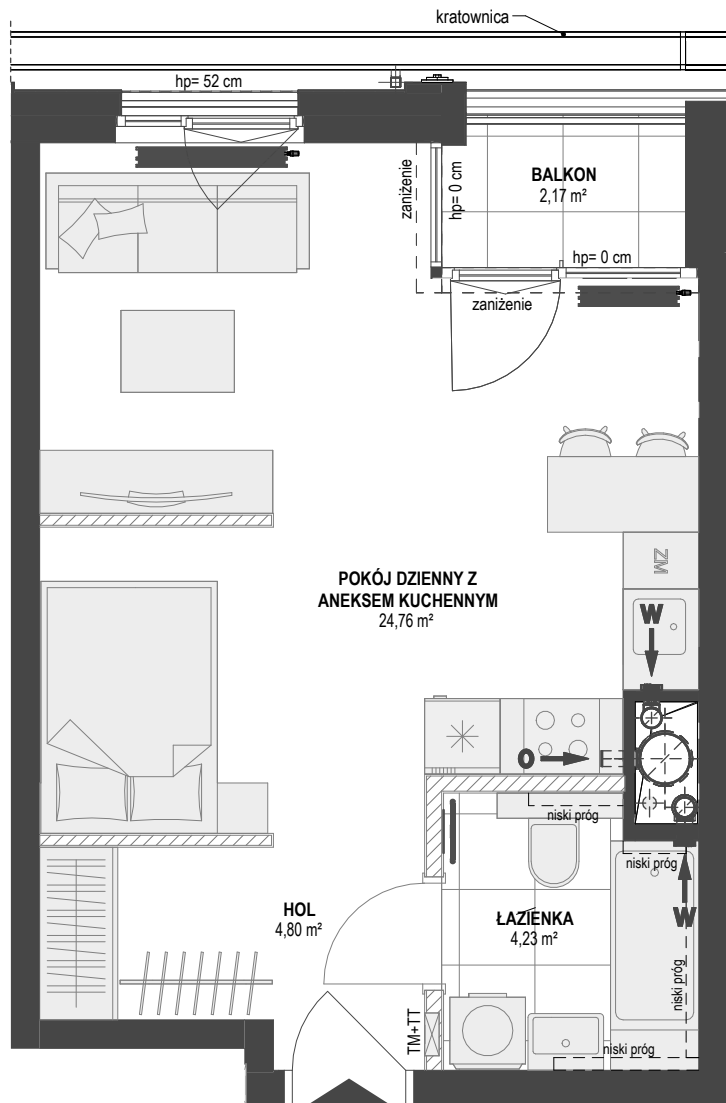 kratownica
hp= 52 cm
zaniżenie
hp= 0 cm
BALKON
2,17 m²
hp= 0 cm
zaniżenie
ZM
POKÓJ DZIENNY Z
ANEKSEM KUCHENNYM
24,76 m²
W
O
niski próg
niski próg
HOL
4,80 m²
ŁAZIENKA
4,23 m²
W
niski próg
TM+TT
niski próg